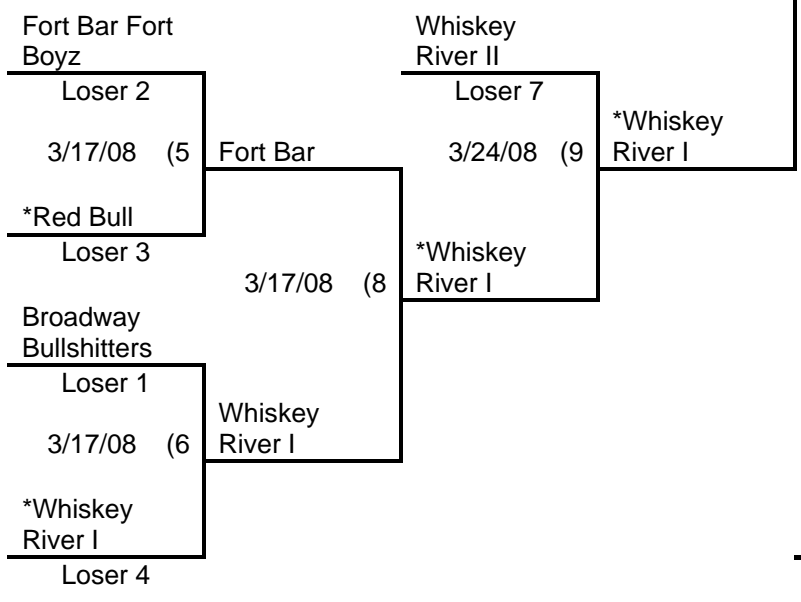 Fort Bar Fort
Boyz
Loser 2
3/17/08 (5
*Red Bull
Loser 3
Fort Bar
3/17/08 (8
Broadway
Bullshitters
Loser 1
3/17/08 (6
*Whiskey
River I
Loser 4
Whiskey
River I
Whiskey
River II
Loser 7
3/24/08 (9
*Whiskey
River I
*Whiskey
River I